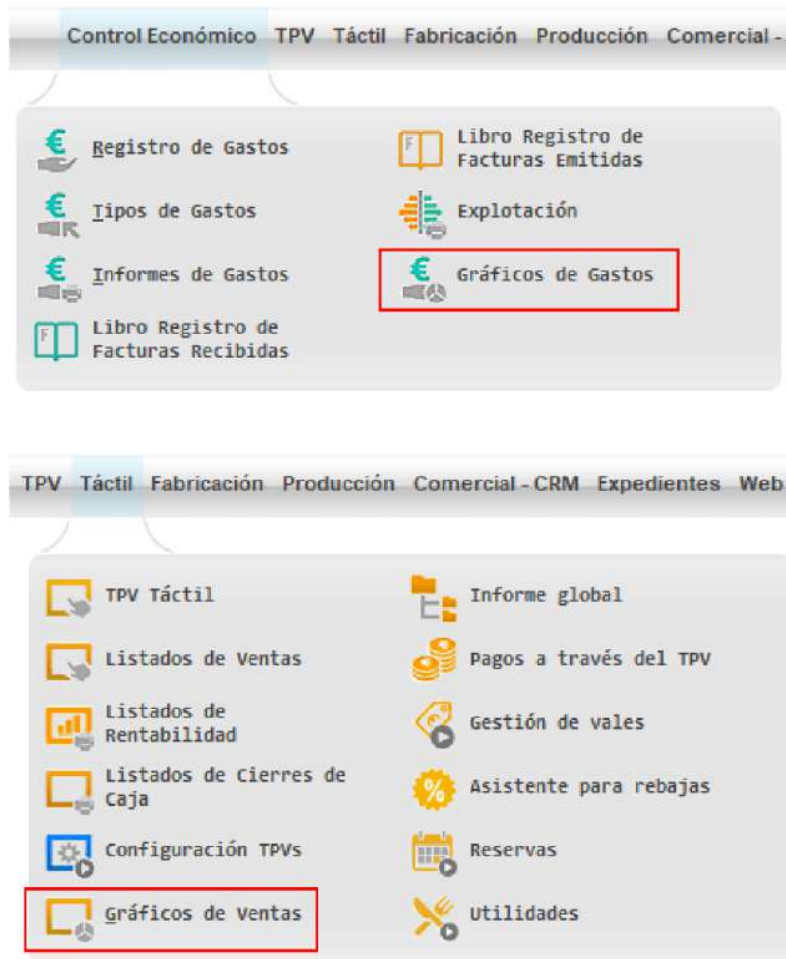 Control Económico TPV Táctil Fabricación Producción Comercial -
Registro de Gastos
Tipos de Gastos
Informes de Gastos
Libro Registro de
Facturas Recibidas
Libro Registro de
Facturas Emitidas
Explotación
Gráficos de Gastos
TPV Táctil Fabricación Producción Comercial - CRM Expedientes Web
TPV Táctil
Listados de Ventas
Listados de
Rentabilidad
Listados de Cierres de
Caja
Configuración TPVs
Gráficos de Ventas
Informe global
Pagos a través del TPV
Gestión de vales
Asistente para rebajas
Reservas
Utilidades